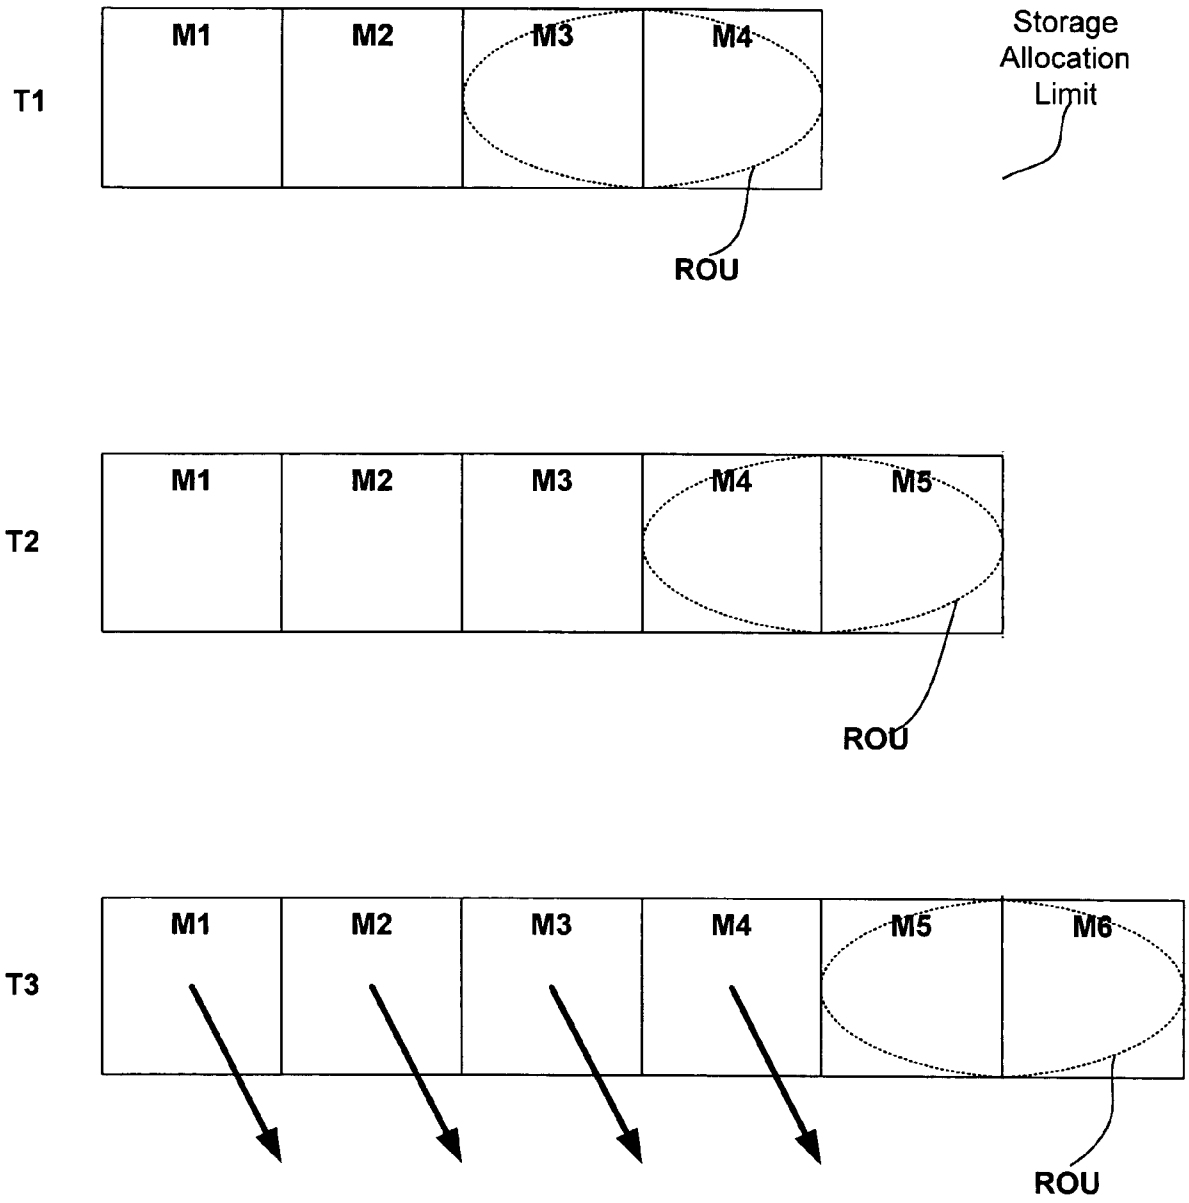 M1 M2 M3 M4
Storage
Allocation
Limit
T1
ROU
M1 M2 M3 M4 M5
T2
ROU
M1 M2 M3 M4 M5 M6
T3
ROU